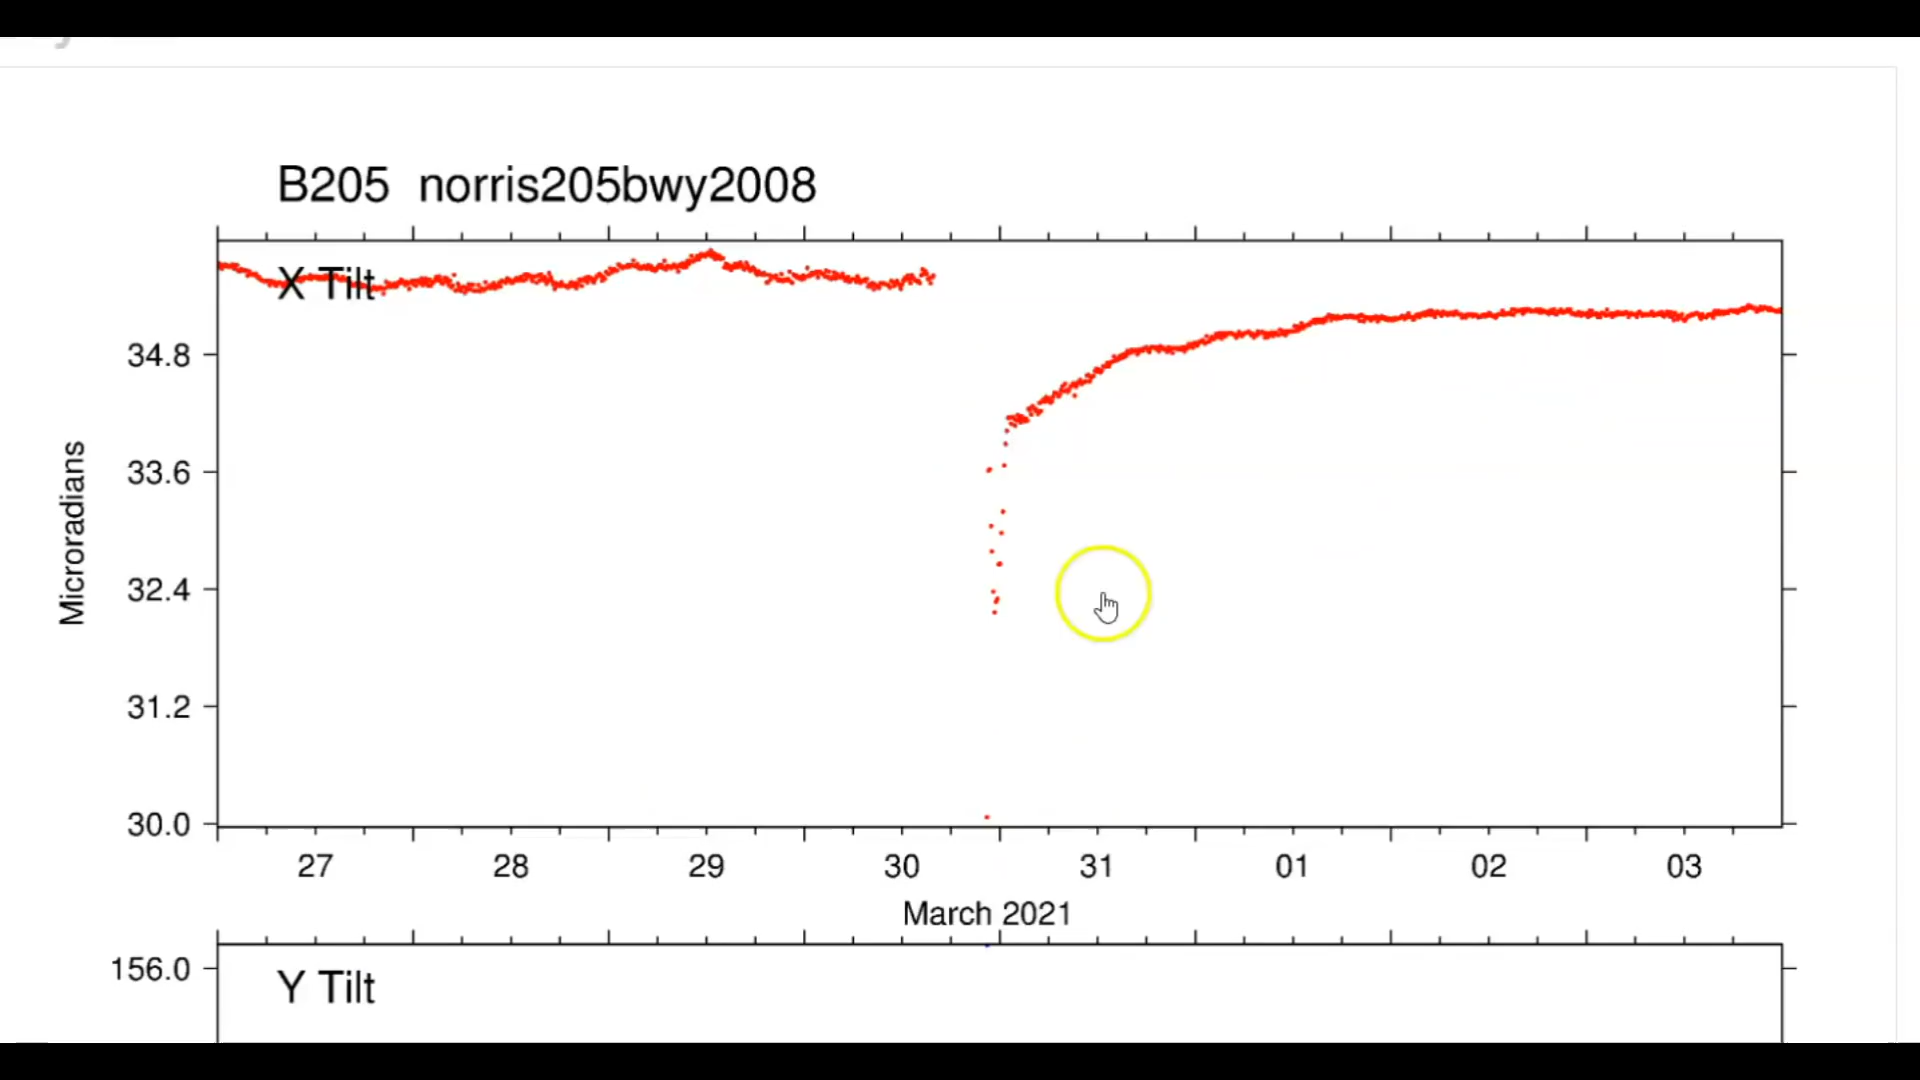 B205 norris205bwy2008
X Tilt
34.8
33.6
32.4
31.2
30.0
Microradians
27 28 29 30 31 01 02 03
March 2021
156.0
Y Tilt